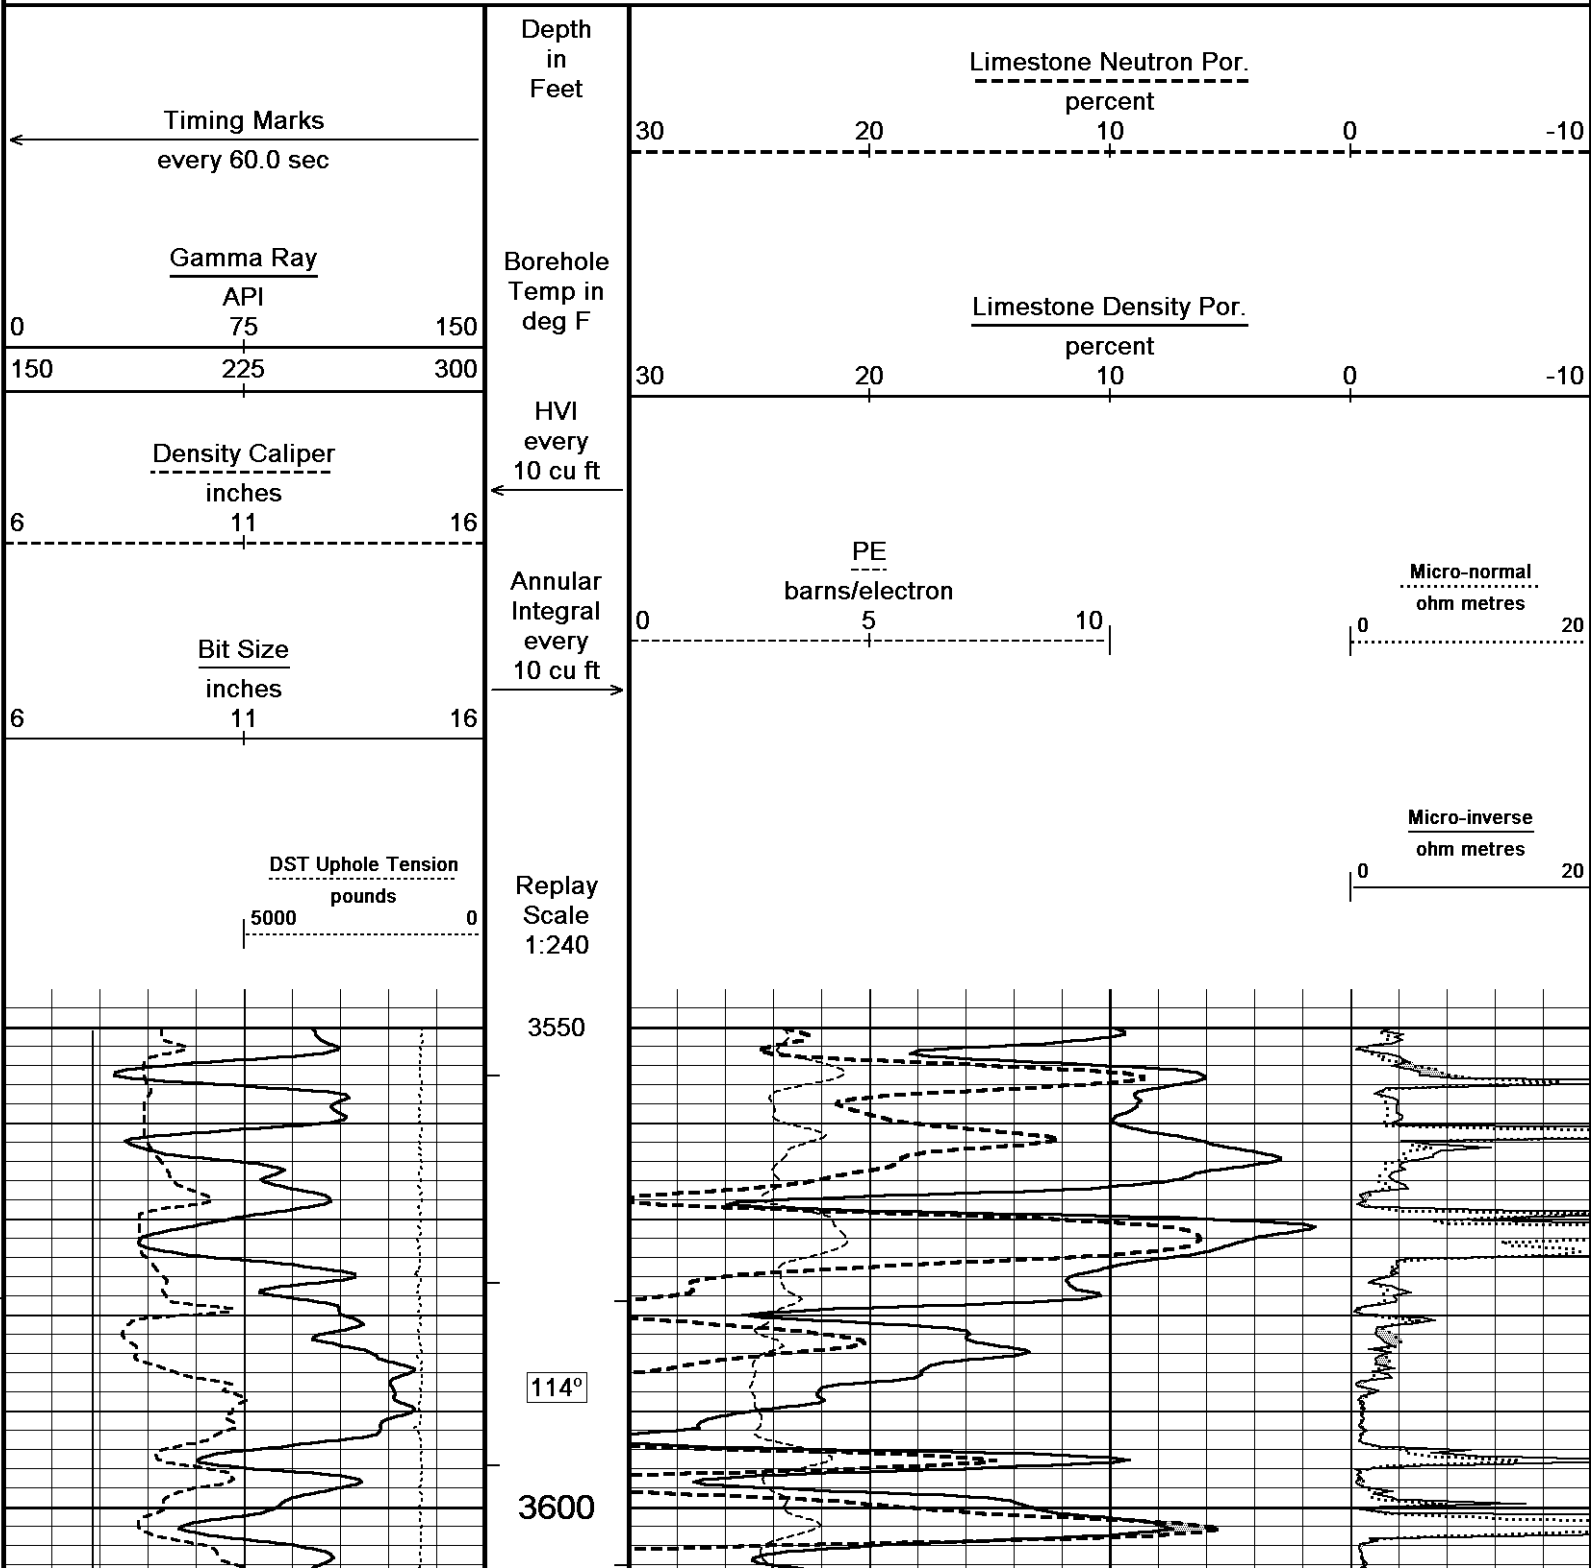 Timing Marks
every 60.0 sec
Gamma Ray
API
0 75 150
150 225 300
Density Caliper
inches
6 11 16
Bit Size
inches
6 11 16
DST Uphole Tension
pounds
5000 0
Depth
in
Feet
Borehole
Temp in
deg F
HVI
every
10 cu ft
Annular
Integral
every
10 cu ft
Replay
Scale
1:240
3550
114°
3600
Limestone Neutron Por.
percent
30 20 10 0 -10
Limestone Density Por.
percent
30 20 10 0 -10
PE
barns/electron
0 5 10
Micro-normal
ohm metres
0 20
Micro-inverse
ohm metres
0 20